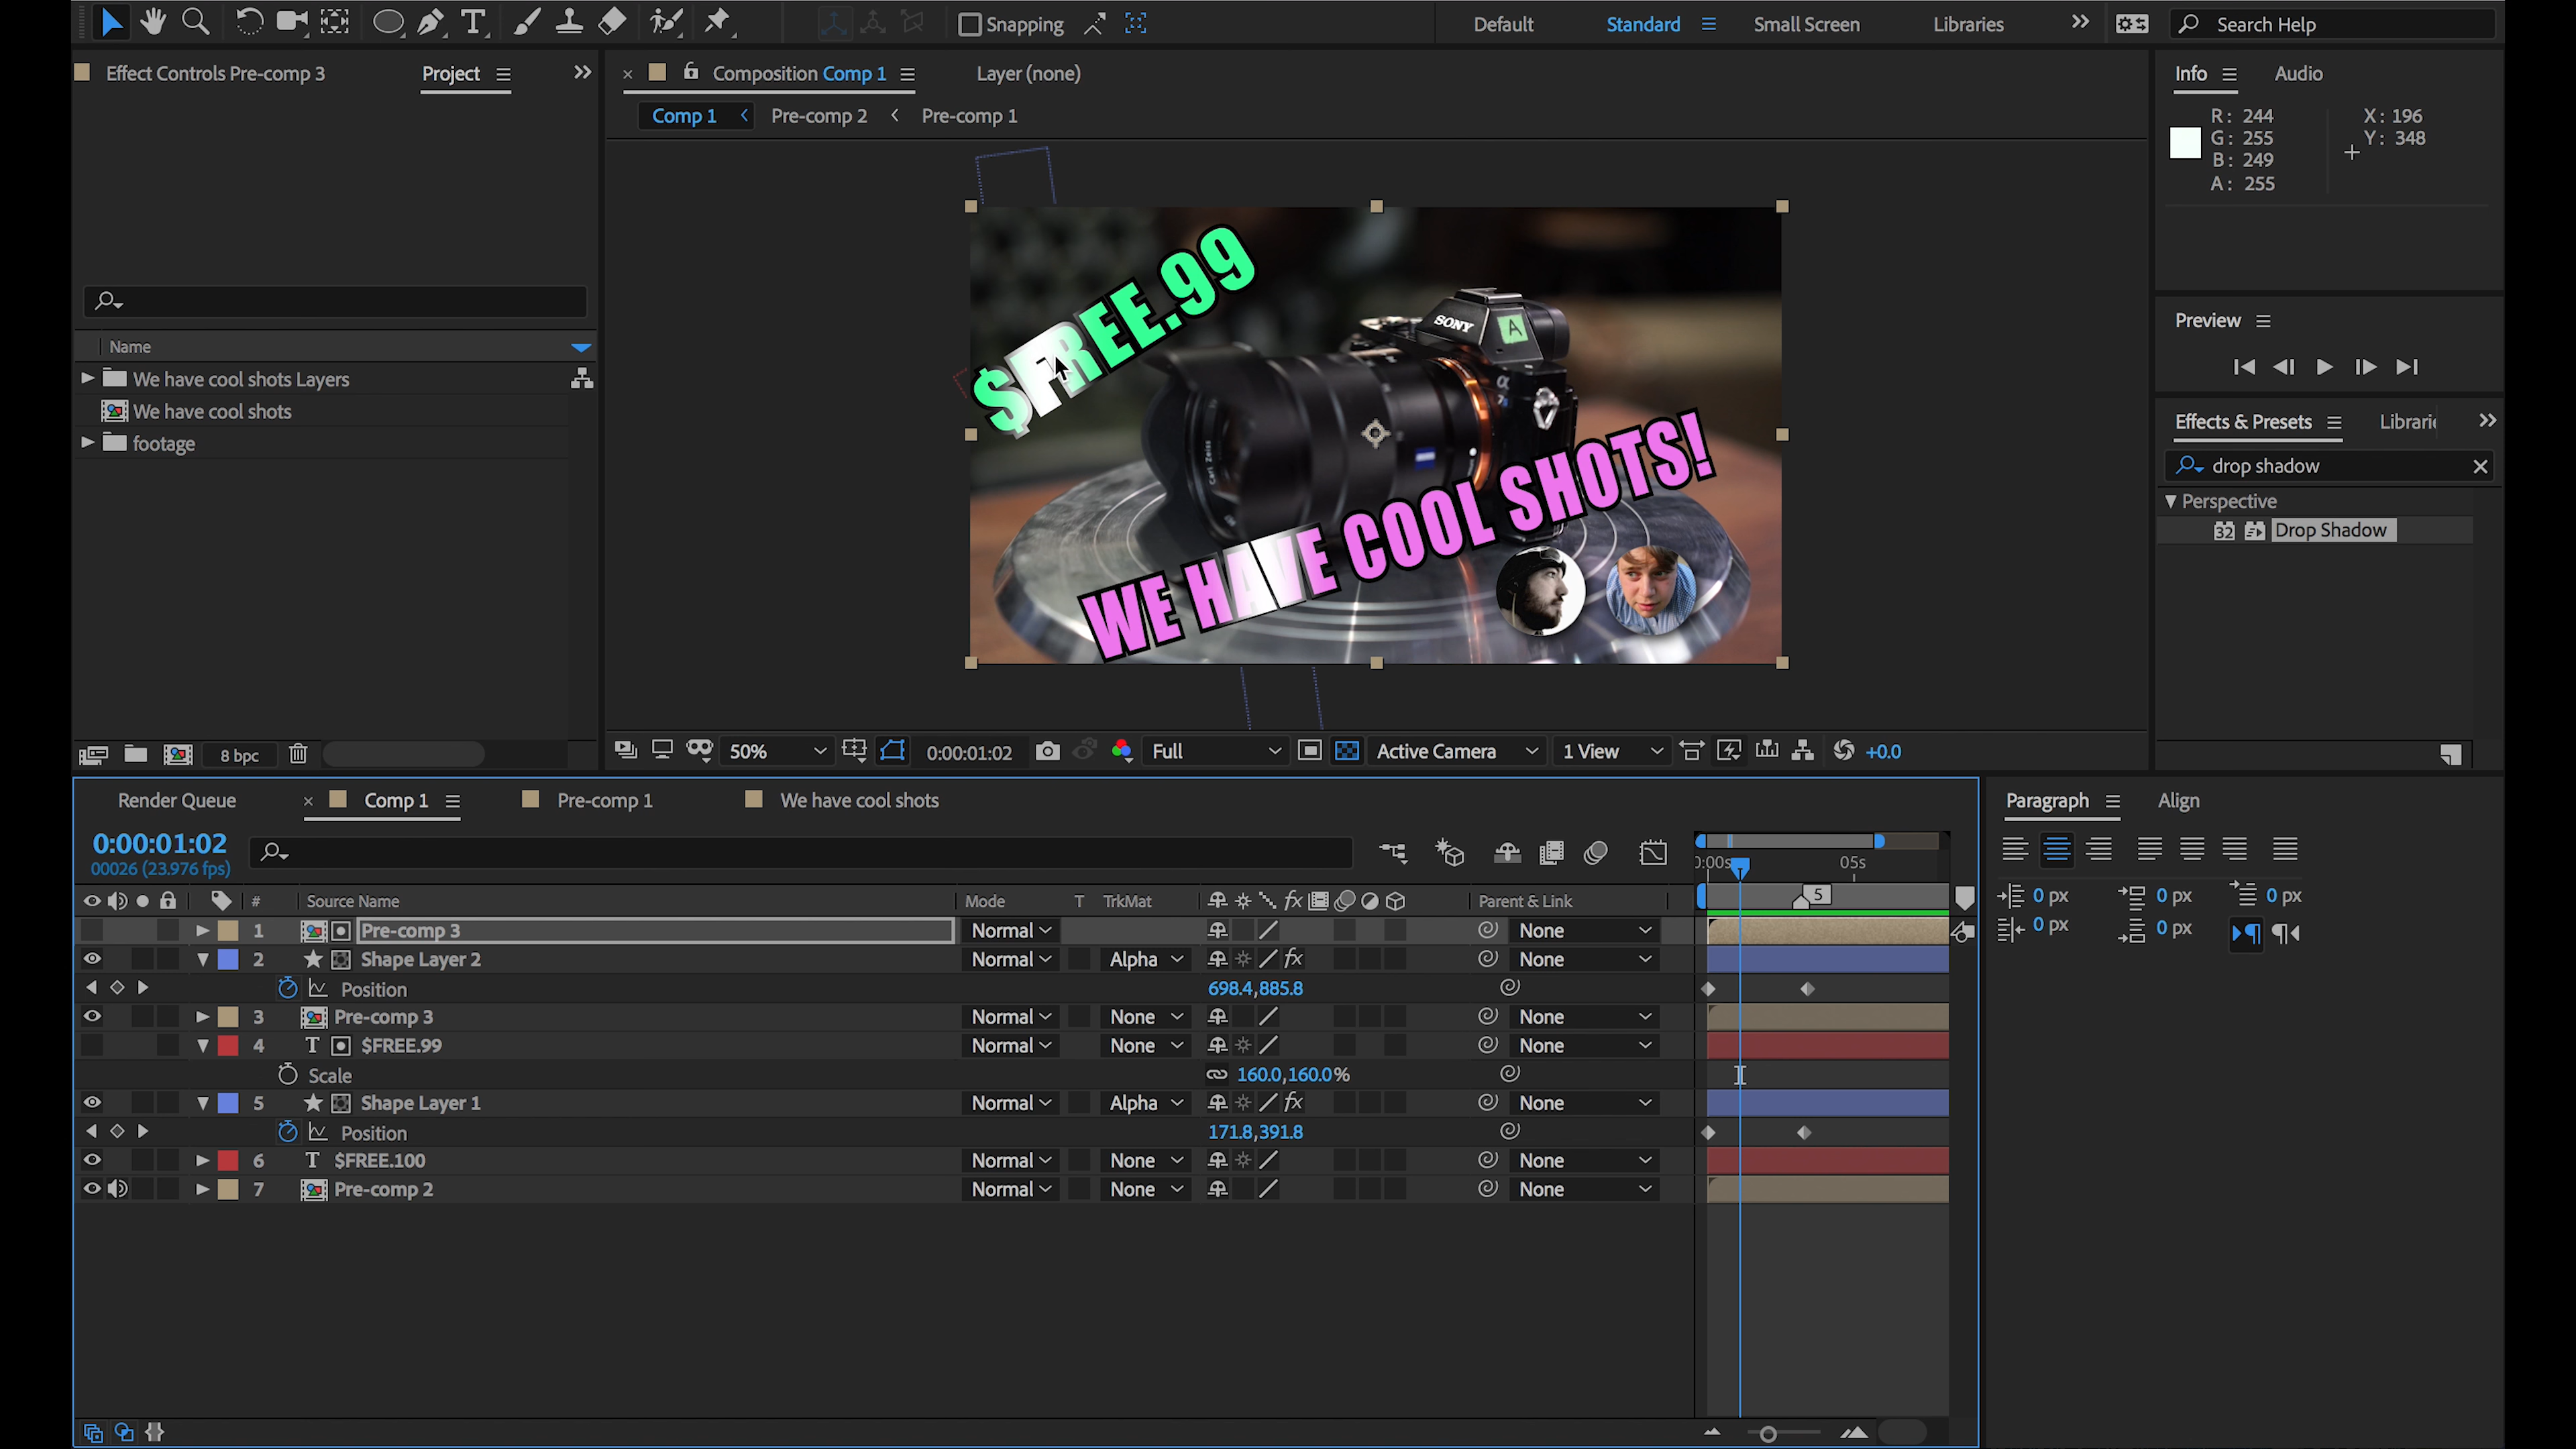 Snapping
Default
Standard
Small Screen
Libraries
Search Help
Effect Controls Pre-comp 3
Project
Composition Comp 1
Layer (none)
Info
Audio
Comp 1
Pre-comp 2
Pre-comp 1
R: 244
G: 255
B: 249
A: 255
X: 196
Y: 348
Name
We have cool shots Layers
We have cool shots
footage
$FREE.99
SONY
A
WE HAVE COOL SHOTS!
Preview
Effects & Presets
Librari
drop shadow
Perspective
32
Drop Shadow
8 bpc
50%
0:00:01:02
Full
Active Camera
1 View
+0.0
Render Queue
Comp 1
Pre-comp 1
We have cool shots
Paragraph
Align
0:00:01:02
00026 (23.976 fps)
0:00s
05s
5
0 px
0 px
0 px
0 px
0 px
# Source Name Mode T TrkMat fx Parent & Link
1 Pre-comp 3 Normal None
2 Shape Layer 2 Normal Alpha fx None
Position 698.4,885.8
3 Pre-comp 3 Normal None None
4 T $FREE.99 Normal None None
Scale 160.0,160.0%
5 Shape Layer 1 Normal Alpha fx None
Position 171.8,391.8
6 T $FREE.100 Normal None None
7 Pre-comp 2 Normal None None